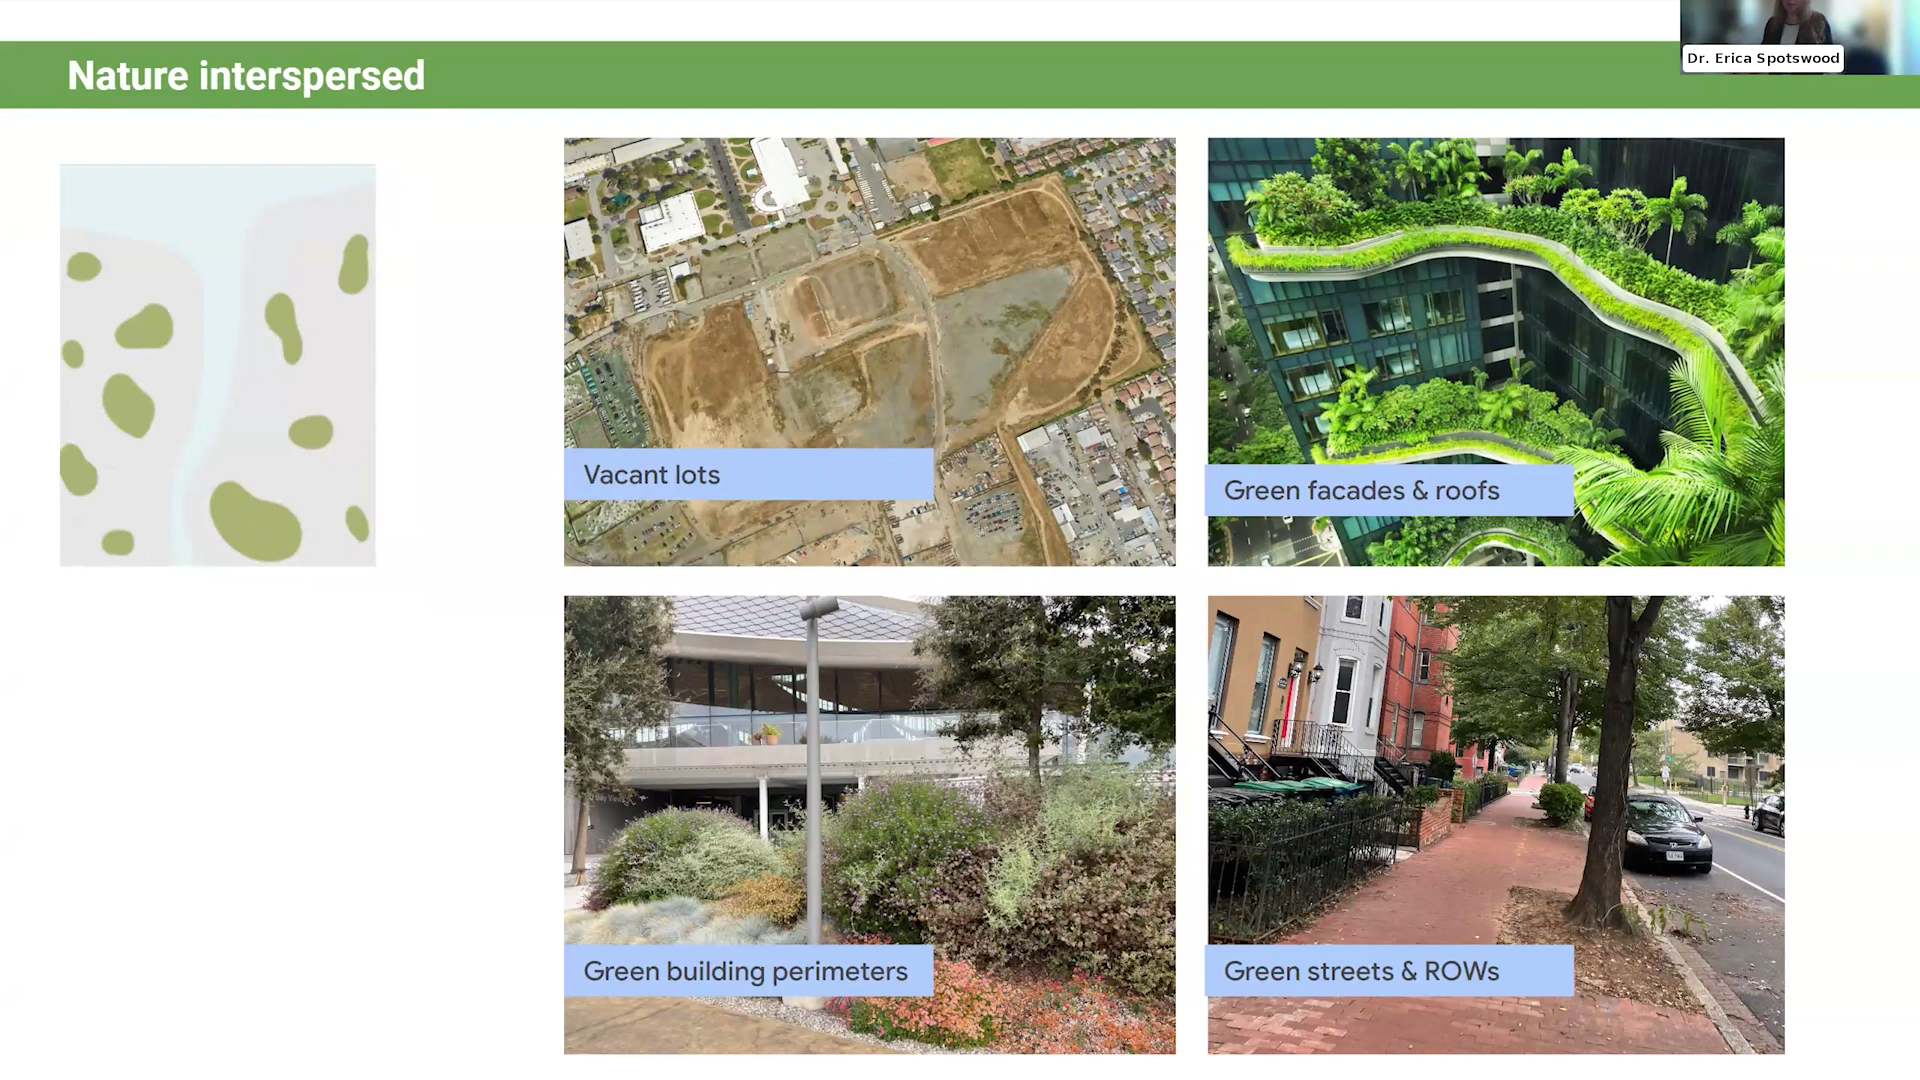 Nature interspersed
Dr. Erica Spotswood
Vacant lots
Green facades & roofs
Green building perimeters
Green streets & ROWs